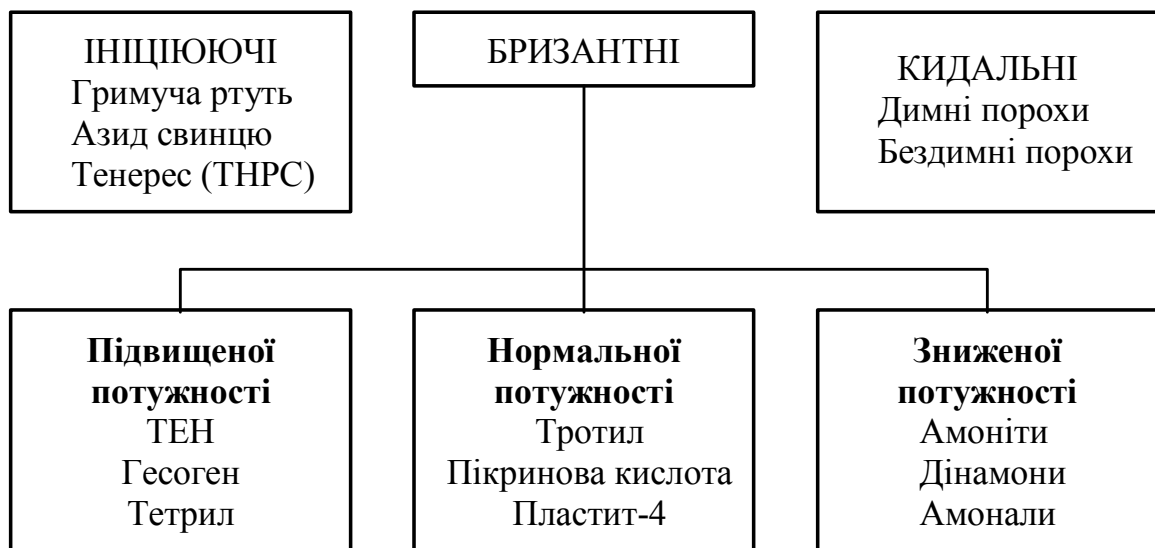 ІНІЦІЮЮЧІ
Гримуча ртуть
Азид свинцю
Тенерес (ТНРС)
БРИЗАНТНІ
КИДАЛЬНІ
Димні порохи
Бездимні порохи
Підвищеної
потужності
ТЕН
Гесоген
Тетрил
Нормальної
потужності
Тротил
Пікринова кислота
Пластит-4
Зниженої
потужності
Амоніти
Дінамони
Амонали